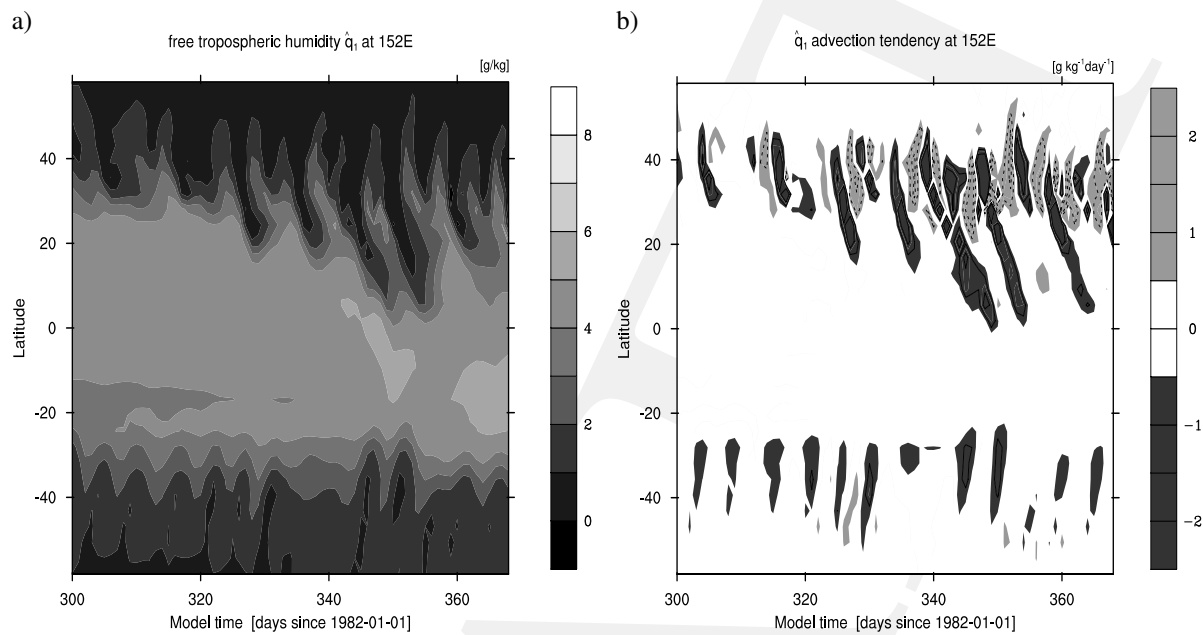 a)
free tropospheric humidity q̂₁ at 152E
[g/kg]
Latitude
40
20
0
-20
-40
8
6
4
2
0
300
320
340
360
Model time [days since 1982-01-01]
b)
q̂₁ advection tendency at 152E
[g kg⁻¹day⁻¹]
Latitude
40
20
0
-20
-40
2
1
0
-1
-2
300
320
340
360
Model time [days since 1982-01-01]